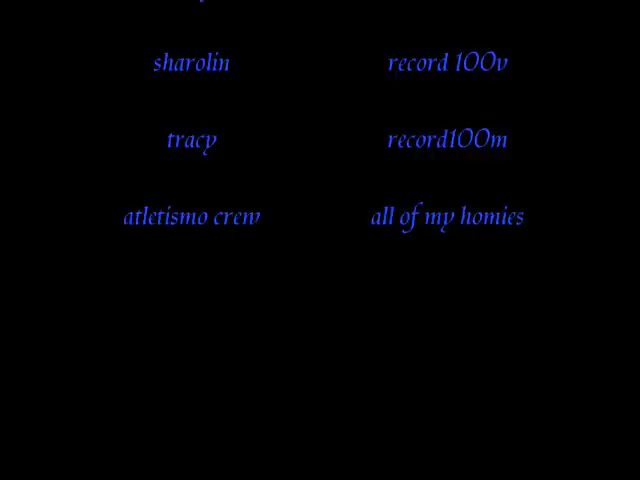 sharolin record 100v
tracy record100m
atletismo crew all of my homies